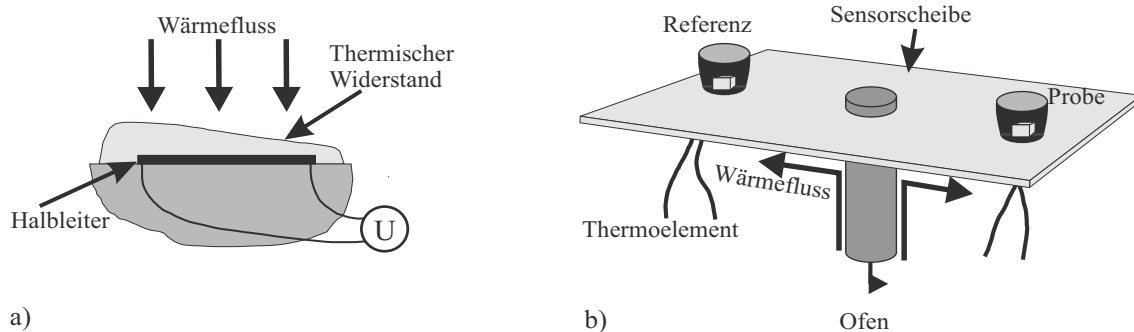 Wärmefluss
Thermischer
Widerstand
Halbleiter
U
a)
Sensorscheibe
Referenz
Probe
Wärmefluss
Thermoelement
Ofen
b)